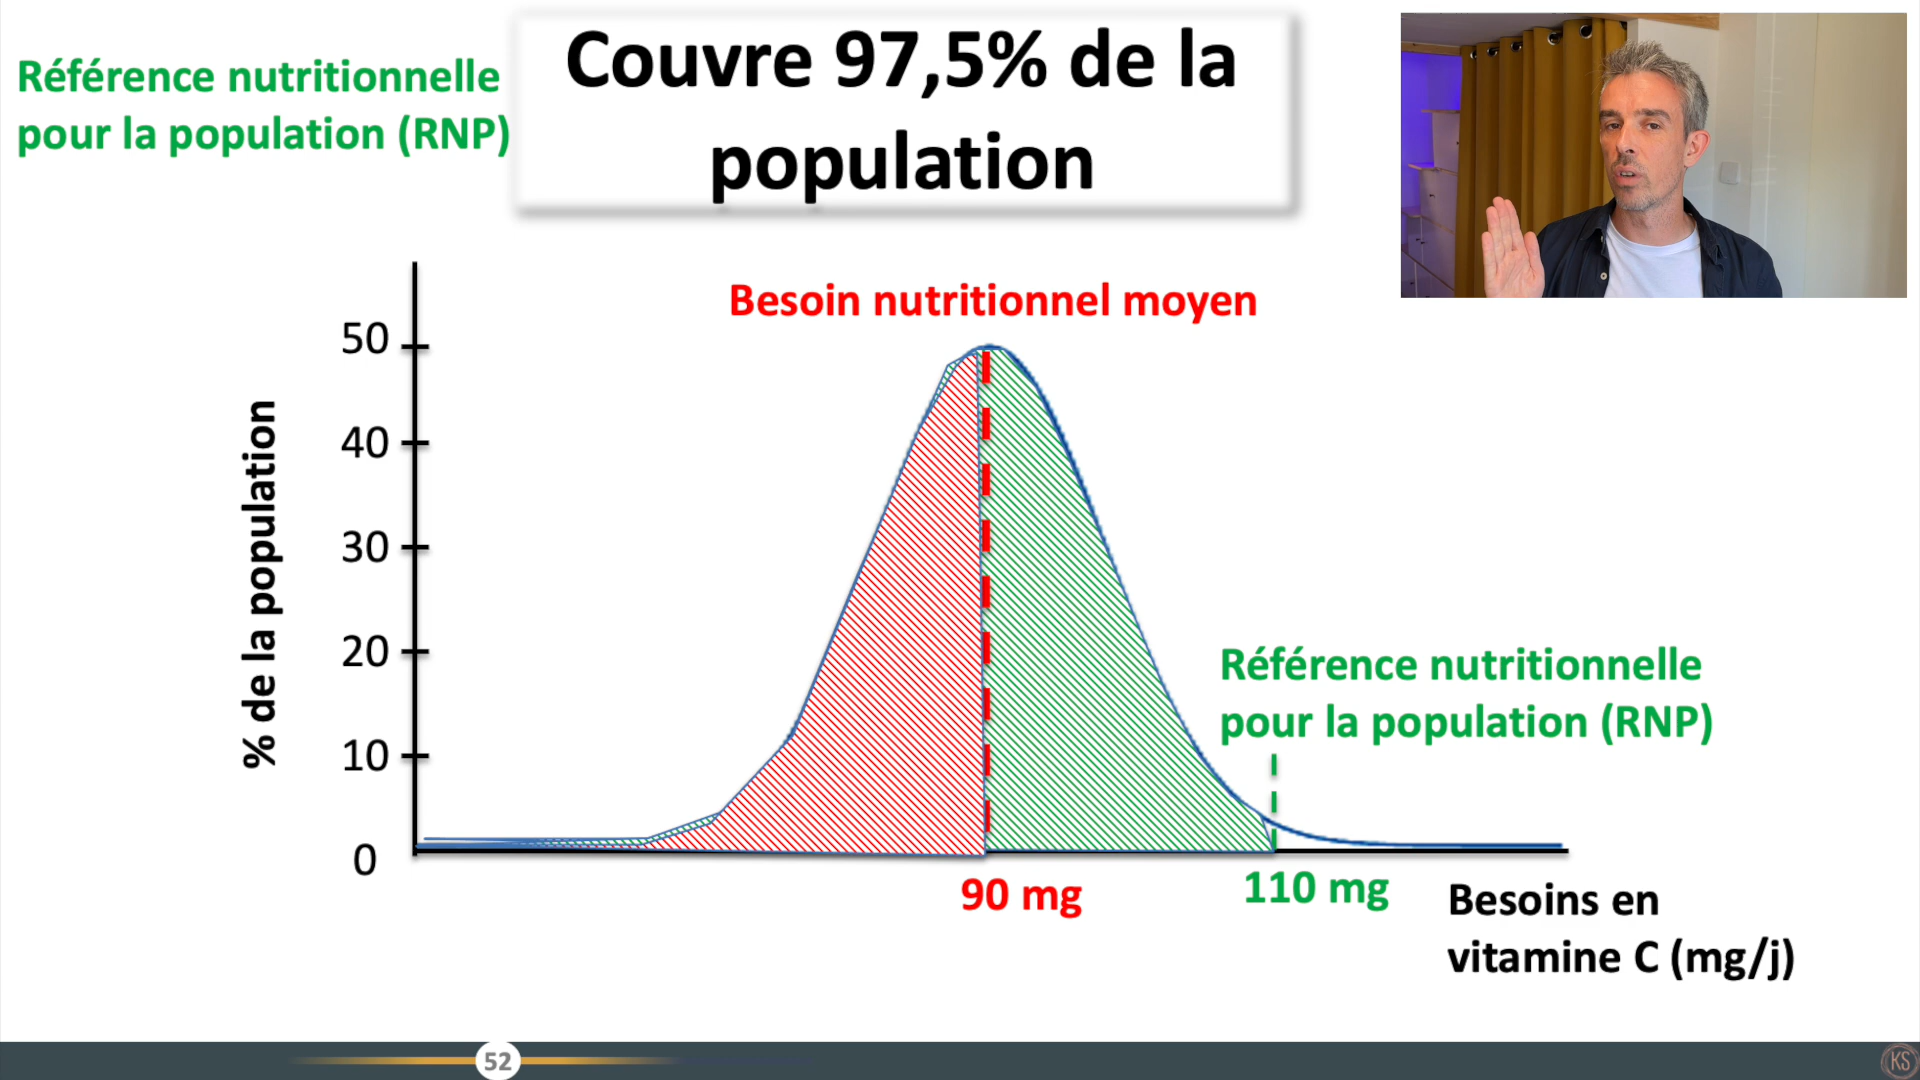 Référence nutritionnelle
pour la population (RNP)
Couvre 97,5% de la
population
Besoin nutritionnel moyen
% de la population
50
40
30
20
10
0
Référence nutritionnelle
pour la population (RNP)
90 mg
110 mg
Besoins en
vitamine C (mg/j)
52
KS